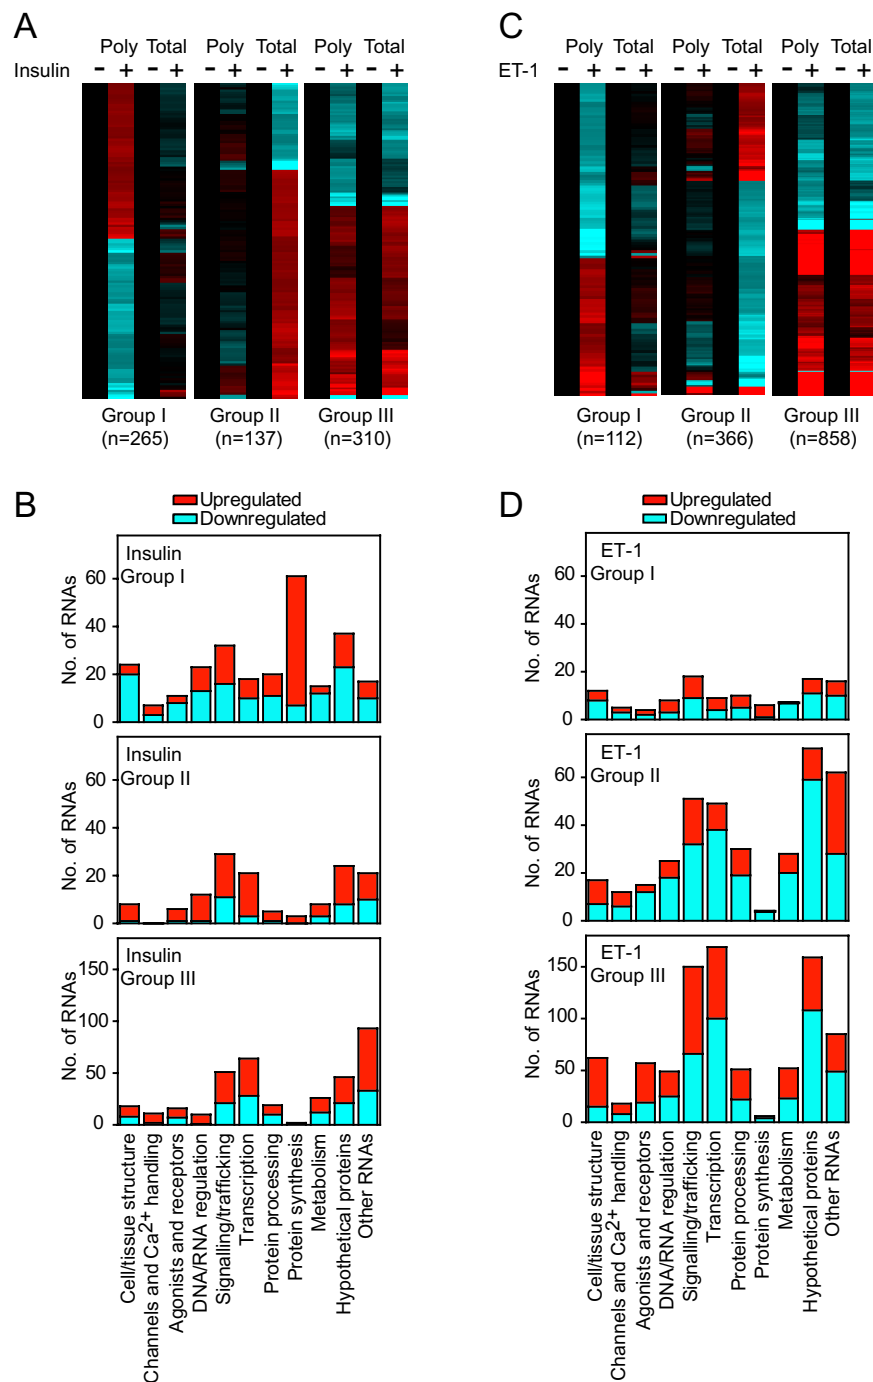 A
Poly Total Poly Total Poly Total
Insulin − + − + − + − + − + − +
Group I Group II Group III
(n=265) (n=137) (n=310)
C
Poly Total Poly Total Poly Total
ET-1 − + − + − + − + − + − +
Group I Group II Group III
(n=112) (n=366) (n=858)
B
Upregulated
Downregulated
Insulin
Group I
No. of RNAs
60
40
20
0
Insulin
Group II
No. of RNAs
60
40
20
0
Insulin
Group III
No. of RNAs
150
100
50
0
Cell/tissue structure
Channels and Ca2+ handling
Agonists and receptors
DNA/RNA regulation
Signalling/trafficking
Transcription
Protein processing
Protein synthesis
Metabolism
Hypothetical proteins
Other RNAs
D
Upregulated
Downregulated
ET-1
Group I
No. of RNAs
60
40
20
0
ET-1
Group II
No. of RNAs
60
40
20
0
ET-1
Group III
No. of RNAs
150
100
50
0
Cell/tissue structure
Channels and Ca2+ handling
Agonists and receptors
DNA/RNA regulation
Signalling/trafficking
Transcription
Protein processing
Protein synthesis
Metabolism
Hypothetical proteins
Other RNAs